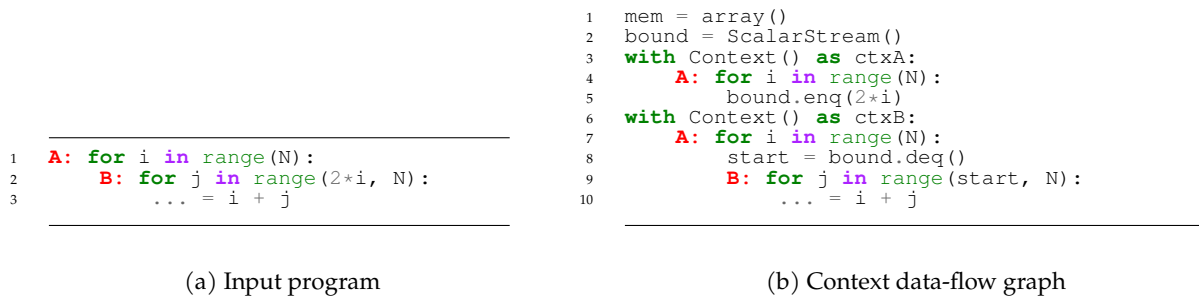 1 A: for i in range(N):
2 B: for j in range(2*i, N):
3 ... = i + j
(a) Input program
1 mem = array()
2 bound = ScalarStream()
3 with Context() as ctxA:
4 A: for i in range(N):
5 bound.enq(2*i)
6 with Context() as ctxB:
7 A: for i in range(N):
8 start = bound.deq()
9 B: for j in range(start, N):
10 ... = i + j
(b) Context data-flow graph